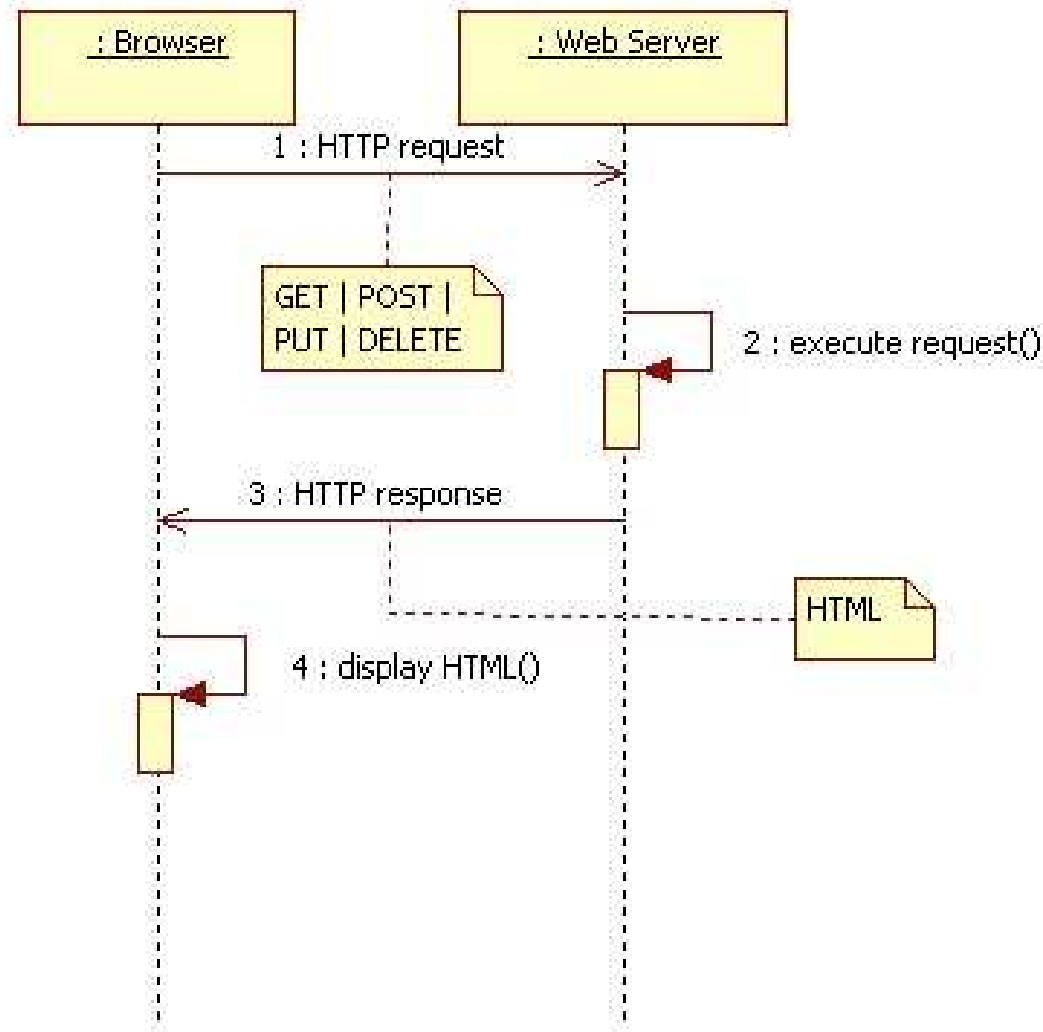 : Browser
: Web Server
1 : HTTP request
GET | POST |
PUT | DELETE
2 : execute request()
3 : HTTP response
HTML
4 : display HTML()